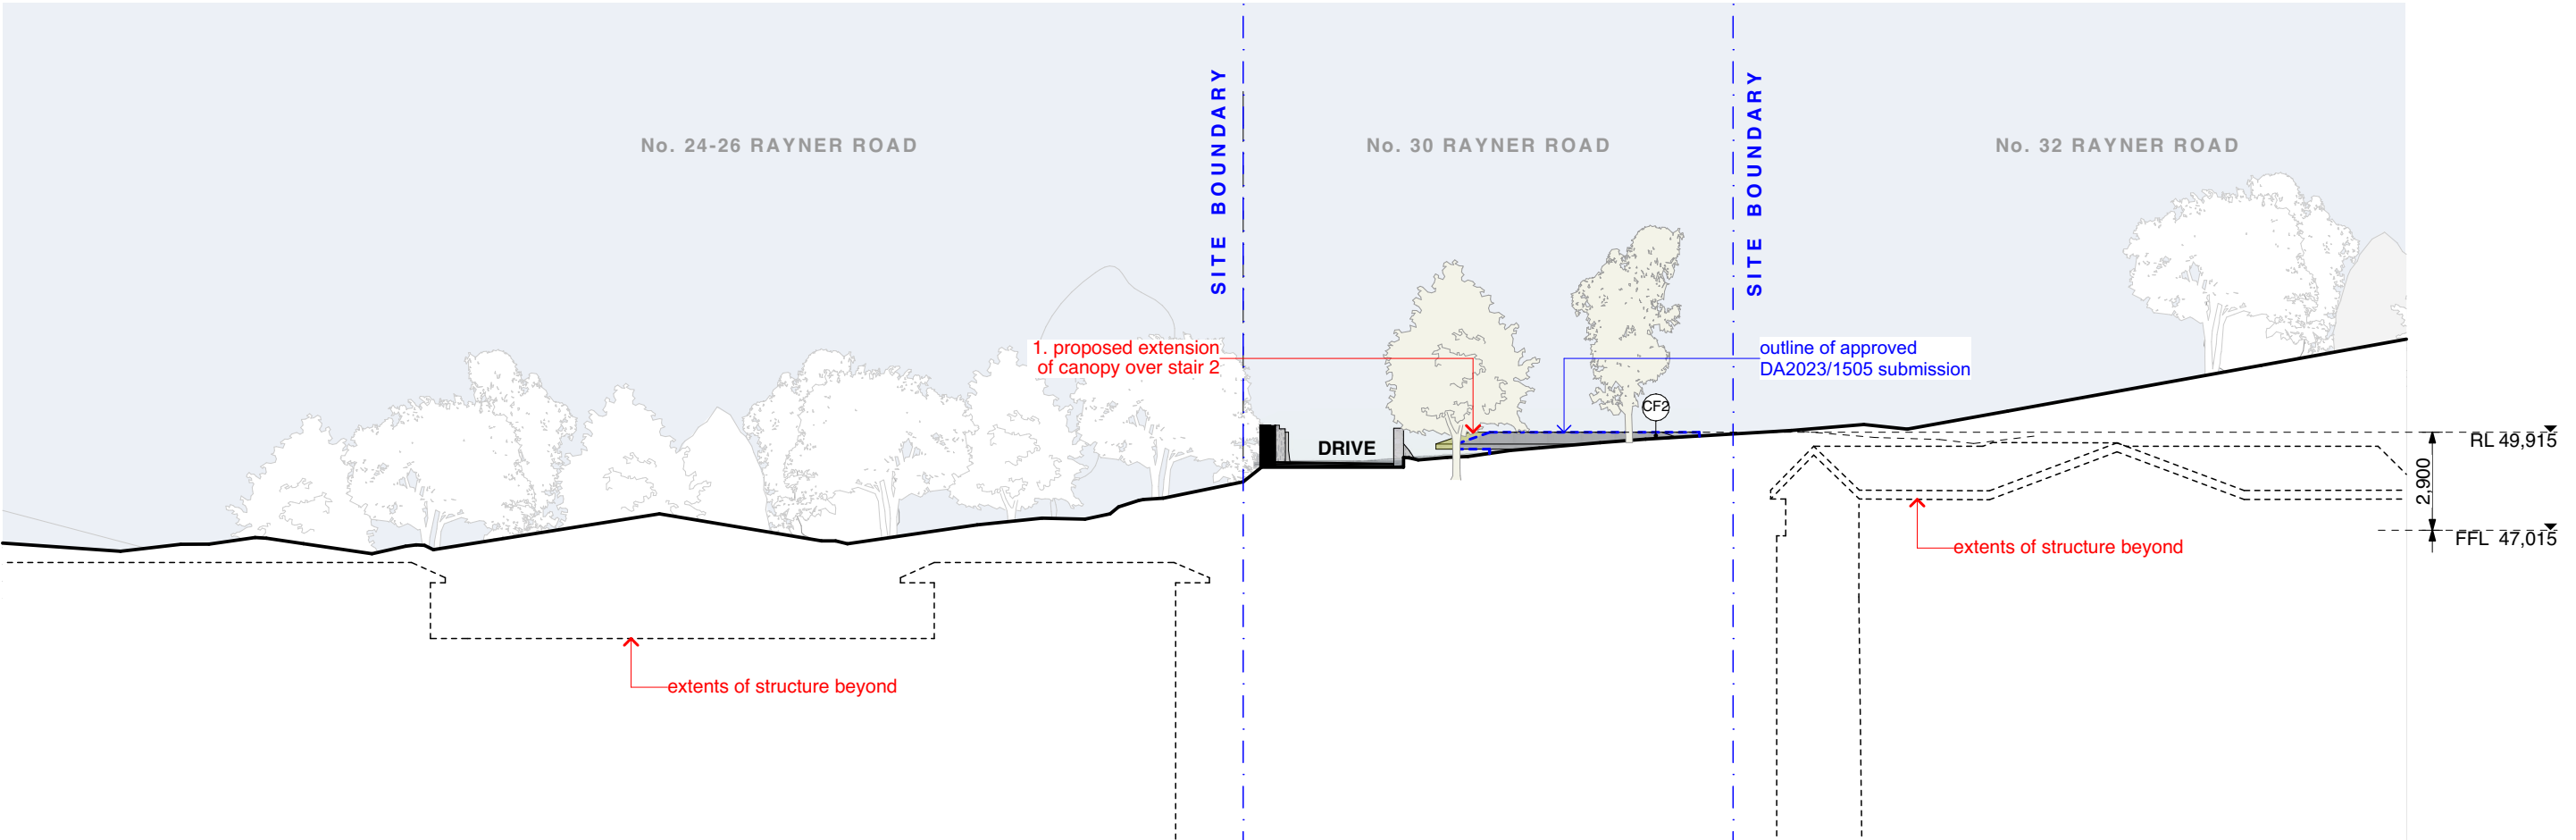 No. 24-26 RAYNER ROAD
SITE BOUNDARY
No. 30 RAYNER ROAD
SITE BOUNDARY
No. 32 RAYNER ROAD
1. proposed extension
of canopy over stair 2
outline of approved
DA2023/1505 submission
CF2
DRIVE
RL 49,915
2,900
FFL 47,015
extents of structure beyond
extents of structure beyond